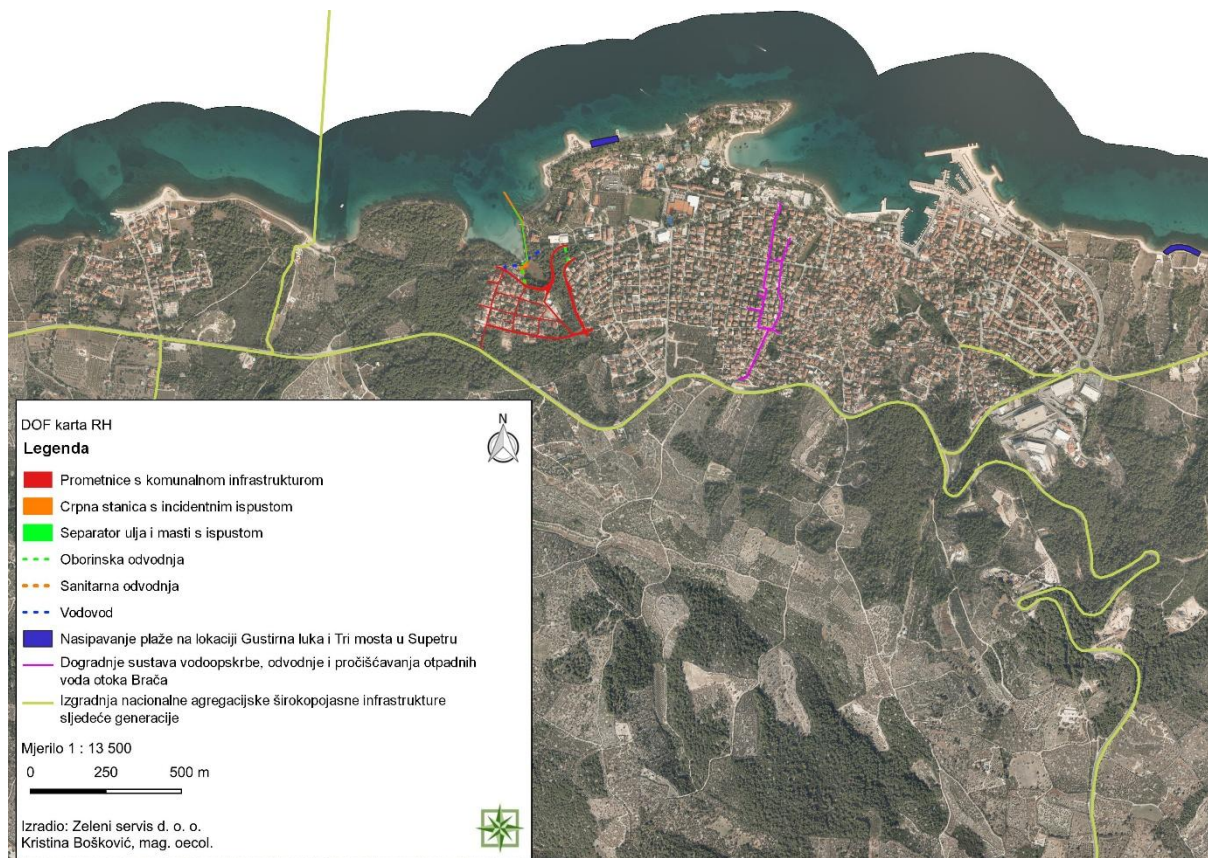 DOF karta RH
N
Legenda
Prometnice s komunalnom infrastrukturom
Crpna stanica s incidentnim ispustom
Separator ulja i masti s ispustom
Oborinska odvodnja
Sanitarna odvodnja
Vodovod
Nasipavanje plaže na lokaciji Gustirna luka i Tri mosta u Supetru
Dogradnje sustava vodoopskrbe, odvodnje i pročišćavanja otpadnih
voda otoka Brača
Izgradnja nacionalne agregacijske širokopojasne infrastrukture
sljedeće generacije
Mjerilo 1 : 13 500
0 250 500 m
Izradio: Zeleni servis d. o. o.
Kristina Bošković, mag. oecol.